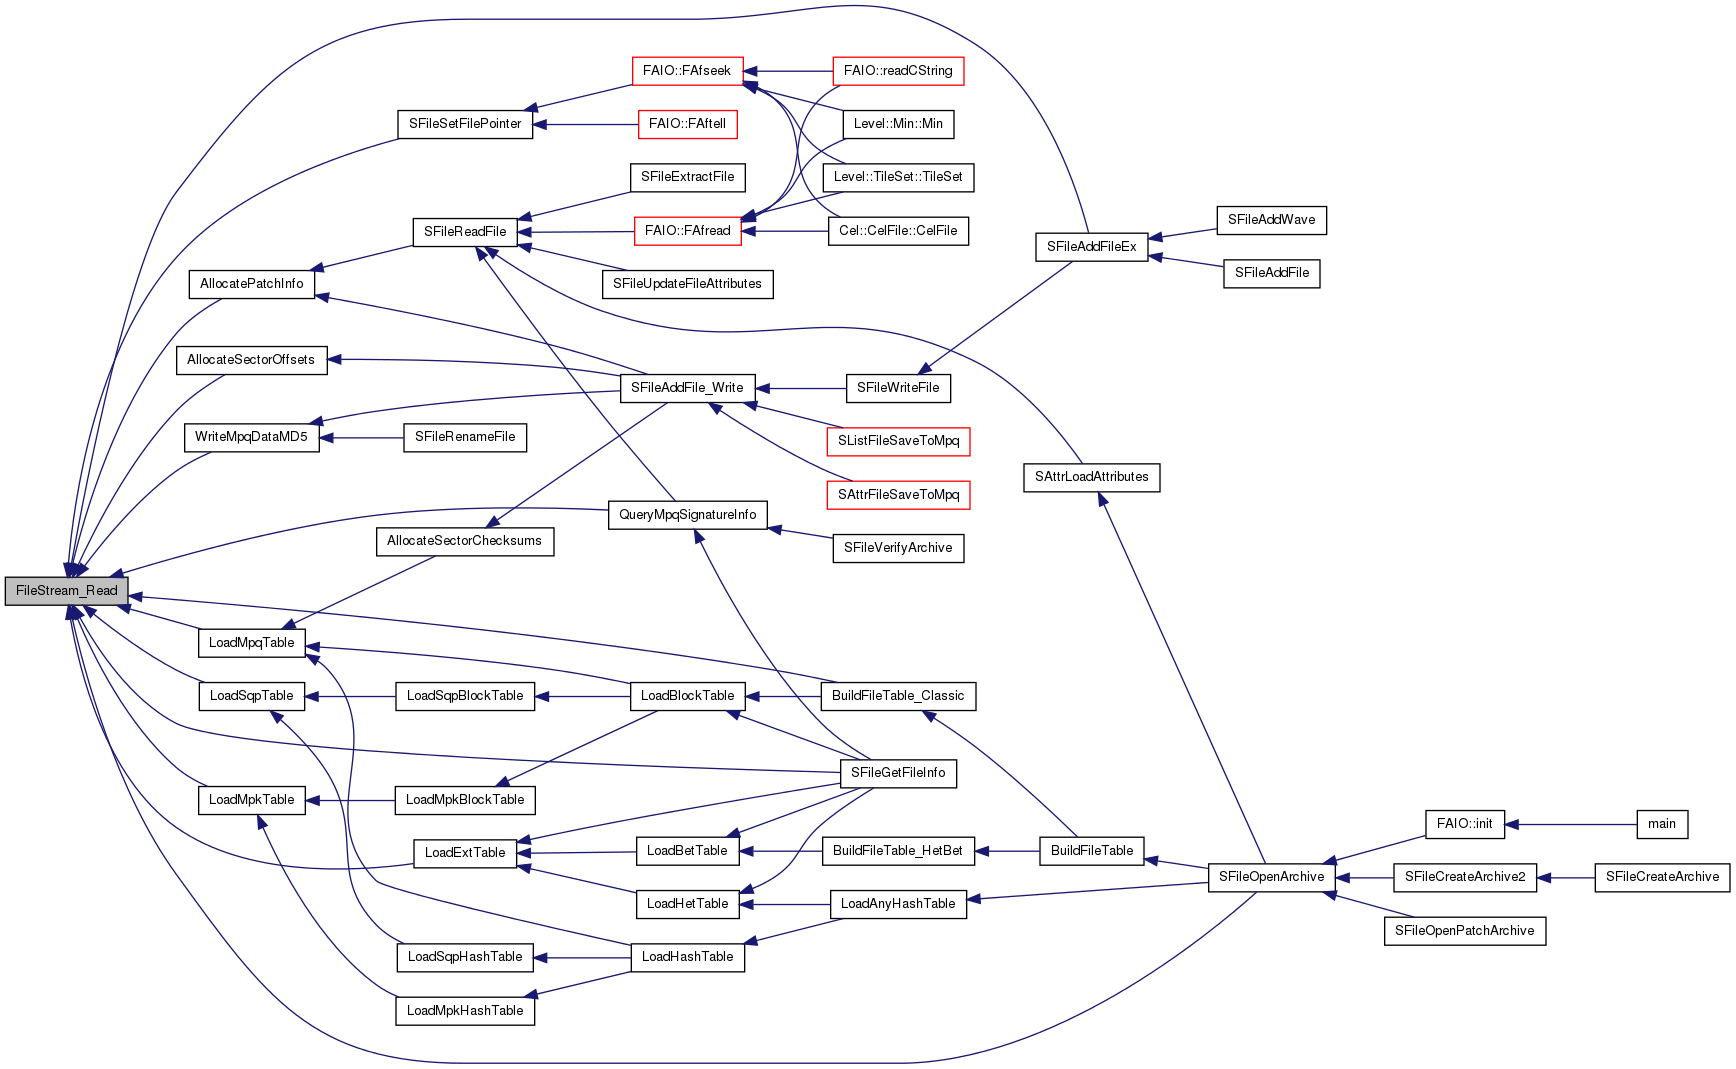 FAIO::FAfseek
FAIO::readCString
SFileSetFilePointer
FAIO::FAftell
Level::Min::Min
SFileExtractFile
Level::TileSet::TileSet
SFileReadFile
FAIO::FAfread
Cel::CelFile::CelFile
SFileAddFileEx
SFileAddWave
SFileAddFile
AllocatePatchInfo
SFileUpdateFileAttributes
AllocateSectorOffsets
SFileAddFile_Write
SFileWriteFile
WriteMpqDataMD5
SFileRenameFile
SListFileSaveToMpq
SAttrLoadAttributes
SAttrFileSaveToMpq
QueryMpqSignatureInfo
AllocateSectorChecksums
SFileVerifyArchive
FileStream_Read
LoadMpqTable
LoadSqpTable
LoadSqpBlockTable
LoadBlockTable
BuildFileTable_Classic
SFileGetFileInfo
LoadMpkTable
LoadMpkBlockTable
FAIO::init
main
LoadExtTable
LoadBetTable
BuildFileTable_HetBet
BuildFileTable
SFileOpenArchive
SFileCreateArchive2
SFileCreateArchive
LoadHetTable
LoadAnyHashTable
SFileOpenPatchArchive
LoadSqpHashTable
LoadHashTable
LoadMpkHashTable